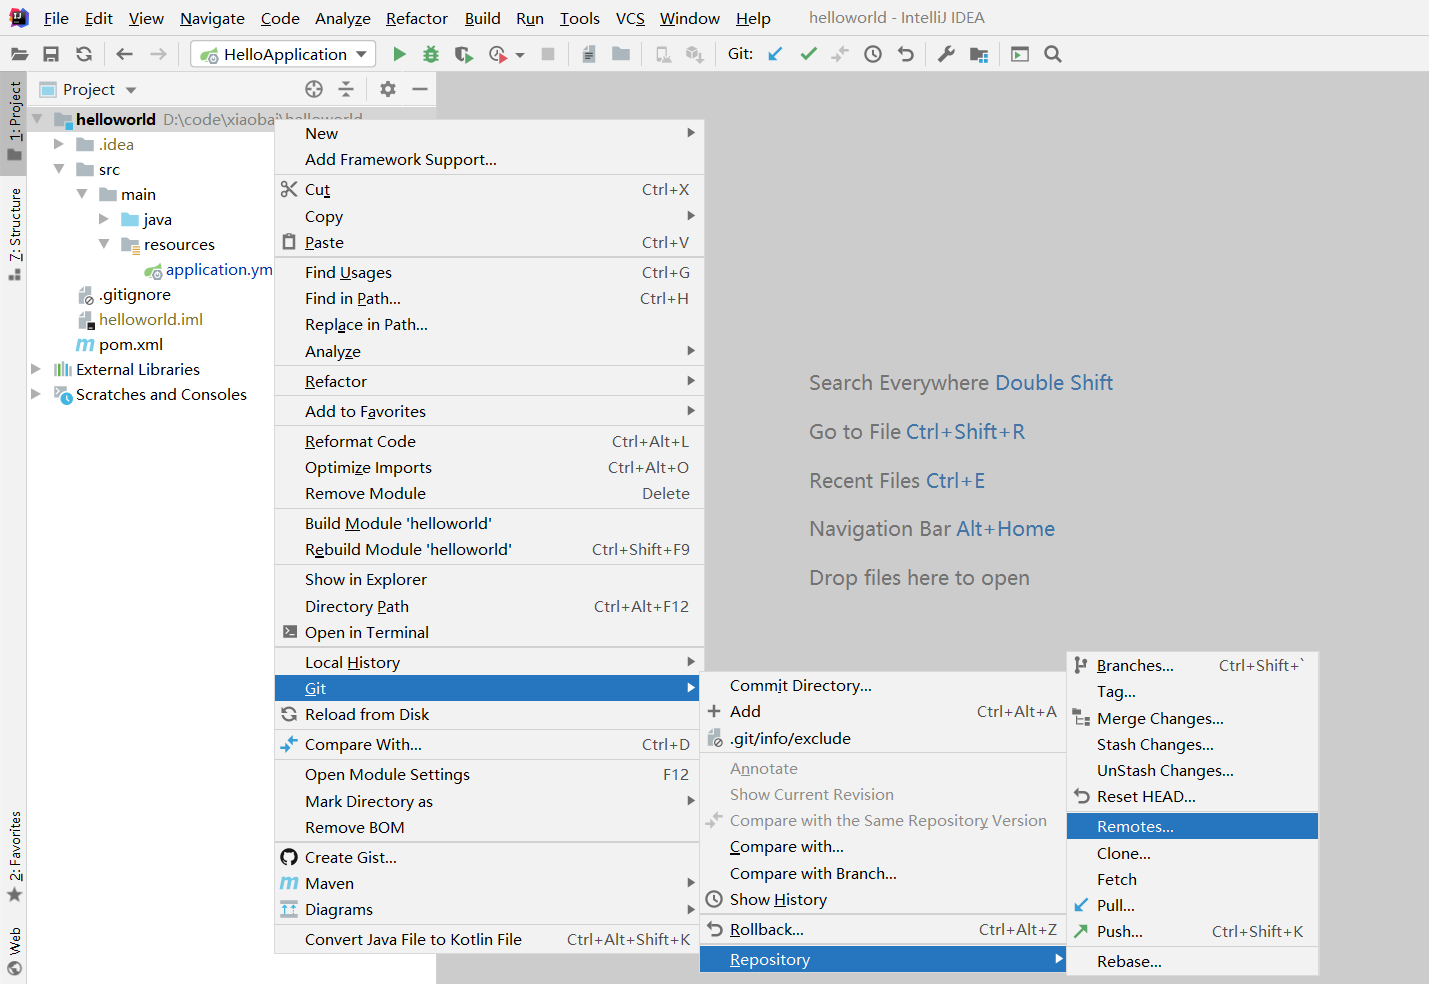 File Edit View Navigate Code Analyze Refactor Build Run Tools VCS Window Help helloworld - IntelliJ IDEA
HelloApplication Git:
Project
1: Project
7: Structure
2: Favorites
Web
helloworld D:\code\xiaobai\helloworld
.idea
src
main
java
resources
application.ym
.gitignore
helloworld.iml
pom.xml
External Libraries
Scratches and Consoles
New
Add Framework Support...
Cut Ctrl+X
Copy
Paste Ctrl+V
Find Usages Ctrl+G
Find in Path... Ctrl+H
Replace in Path...
Analyze
Refactor
Add to Favorites
Reformat Code Ctrl+Alt+L
Optimize Imports Ctrl+Alt+O
Remove Module Delete
Build Module 'helloworld'
Rebuild Module 'helloworld' Ctrl+Shift+F9
Show in Explorer
Directory Path Ctrl+Alt+F12
Open in Terminal
Local History
Git
Reload from Disk
Compare With... Ctrl+D
Open Module Settings F12
Mark Directory as
Remove BOM
Create Gist...
Maven
Diagrams
Convert Java File to Kotlin File Ctrl+Alt+Shift+K
Search Everywhere Double Shift
Go to File Ctrl+Shift+R
Recent Files Ctrl+E
Navigation Bar Alt+Home
Drop files here to open
Commit Directory...
Add Ctrl+Alt+A
.git/info/exclude
Annotate
Show Current Revision
Compare with the Same Repository Version
Compare with...
Compare with Branch...
Show History
Rollback... Ctrl+Alt+Z
Repository
Branches... Ctrl+Shift+`
Tag...
Merge Changes...
Stash Changes...
UnStash Changes...
Reset HEAD...
Remotes...
Clone...
Fetch
Pull...
Push... Ctrl+Shift+K
Rebase...